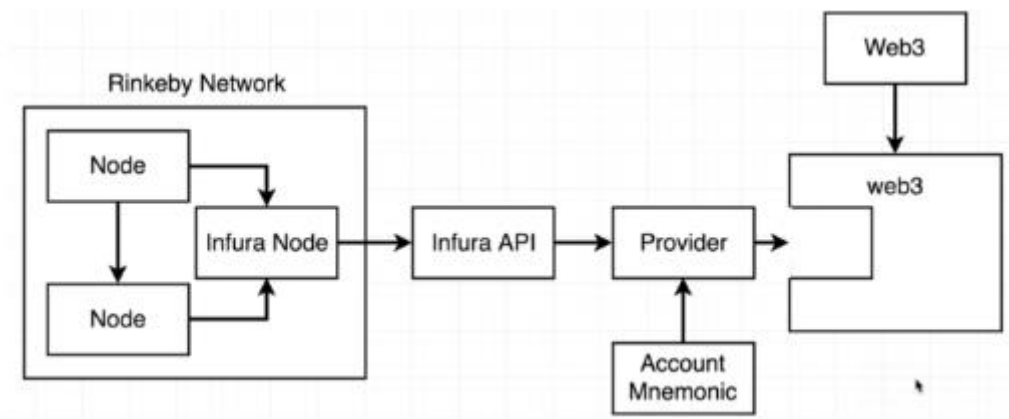 Web3
Rinkeby Network
Node
web3
Infura Node
Infura API
Provider
Node
Account
Mnemonic